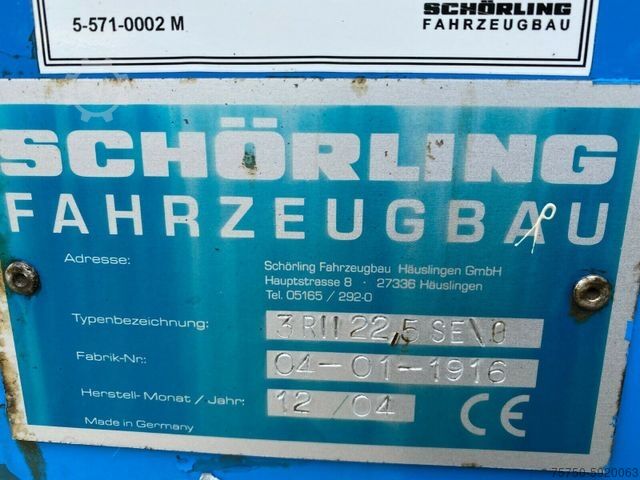 5-571-0002 M
SCHÖRLING
FAHRZEUGBAU
SCHÖRLING
FAHRZEUGBAU
Adresse: Schörling Fahrzeugbau Häuslingen GmbH
Hauptstrasse 8 · 27336 Häuslingen
Tel. 05165 / 292-0
Typenbezeichnung: 3 RII 22,5 SE\0
Fabrik-Nr.: 04-01-1916
Herstell- Monat / Jahr: 12 /04
Made in Germany CE
75750-5920063